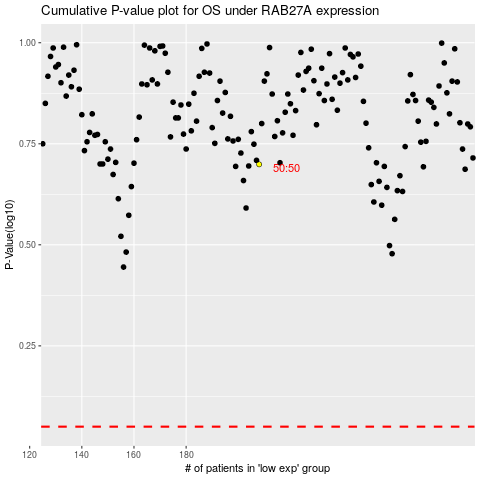 Cumulative P-value plot for OS under RAB27A expression
P-Value(log10)
1.00
0.75
0.50
0.25
50:50
120 140 160 180
# of patients in 'low exp' group